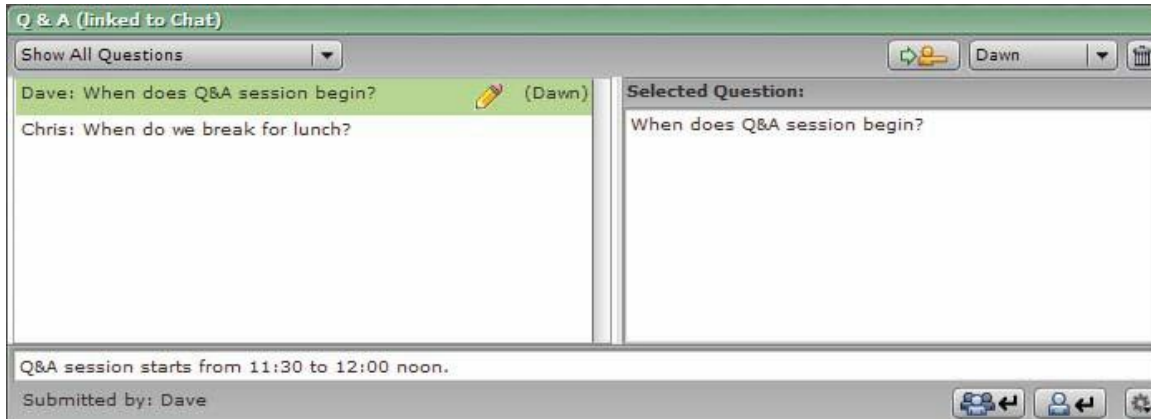 Q & A (linked to Chat)
Show All Questions
Dawn
Dave: When does Q&A session begin? (Dawn)
Chris: When do we break for lunch?
Selected Question:
When does Q&A session begin?
Q&A session starts from 11:30 to 12:00 noon.
Submitted by: Dave